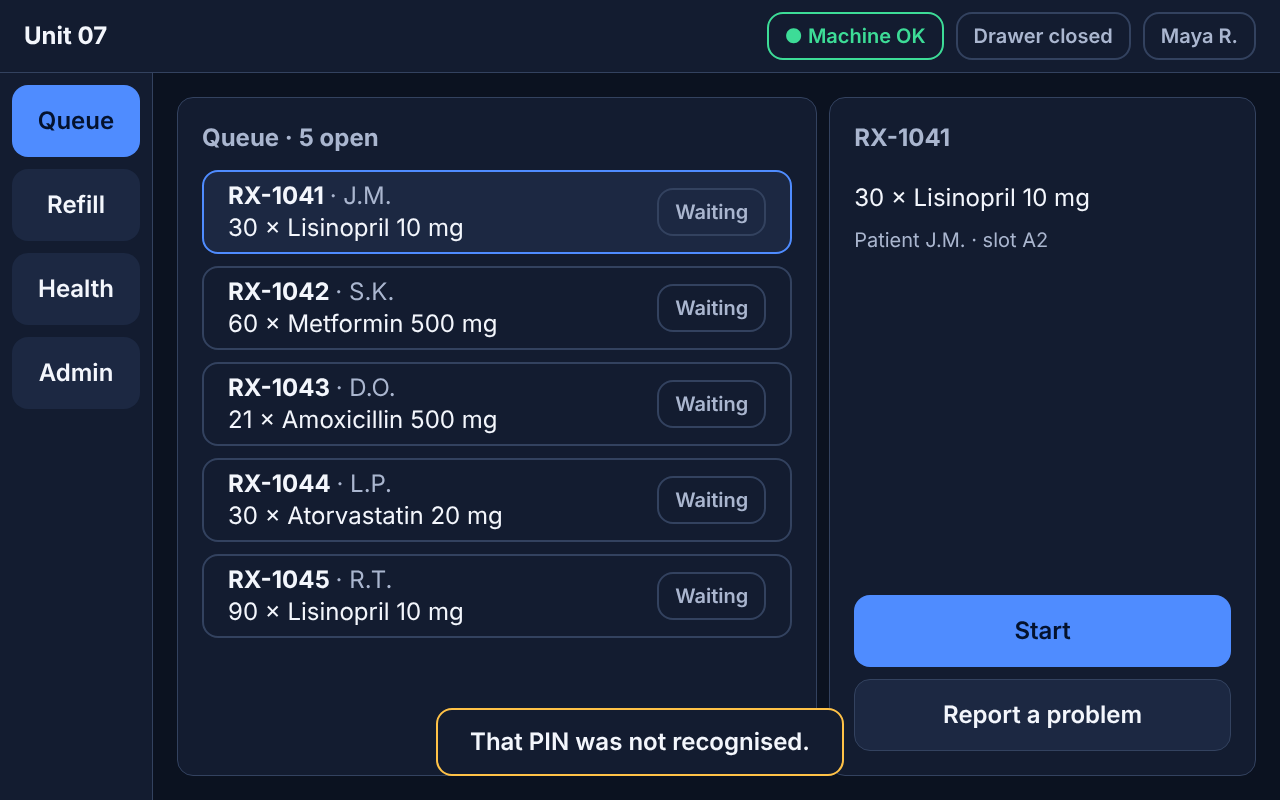 Unit 07
Machine OK
Drawer closed
Maya R.
Queue
Refill
Health
Admin
Queue · 5 open
RX-1041 · J.M.
30 × Lisinopril 10 mg
Waiting
RX-1042 · S.K.
60 × Metformin 500 mg
Waiting
RX-1043 · D.O.
21 × Amoxicillin 500 mg
Waiting
RX-1044 · L.P.
30 × Atorvastatin 20 mg
Waiting
RX-1045 · R.T.
90 × Lisinopril 10 mg
Waiting
RX-1041
30 × Lisinopril 10 mg
Patient J.M. · slot A2
Start
Report a problem
That PIN was not recognised.